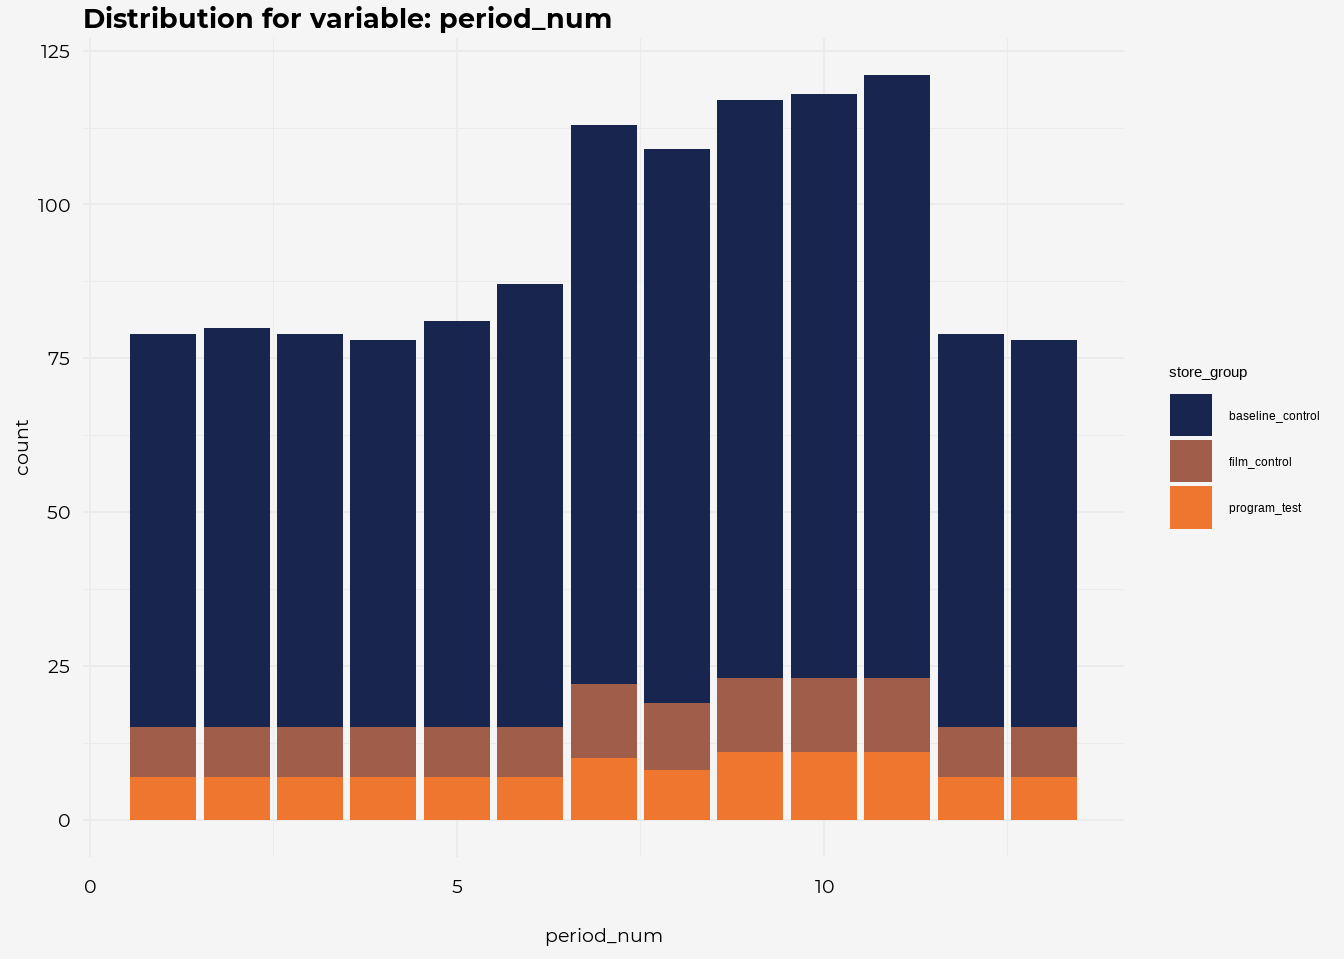 Distribution for variable: period_num
125
100
75
50
25
0
count
0 5 10
period_num
store_group
baseline_control
film_control
program_test